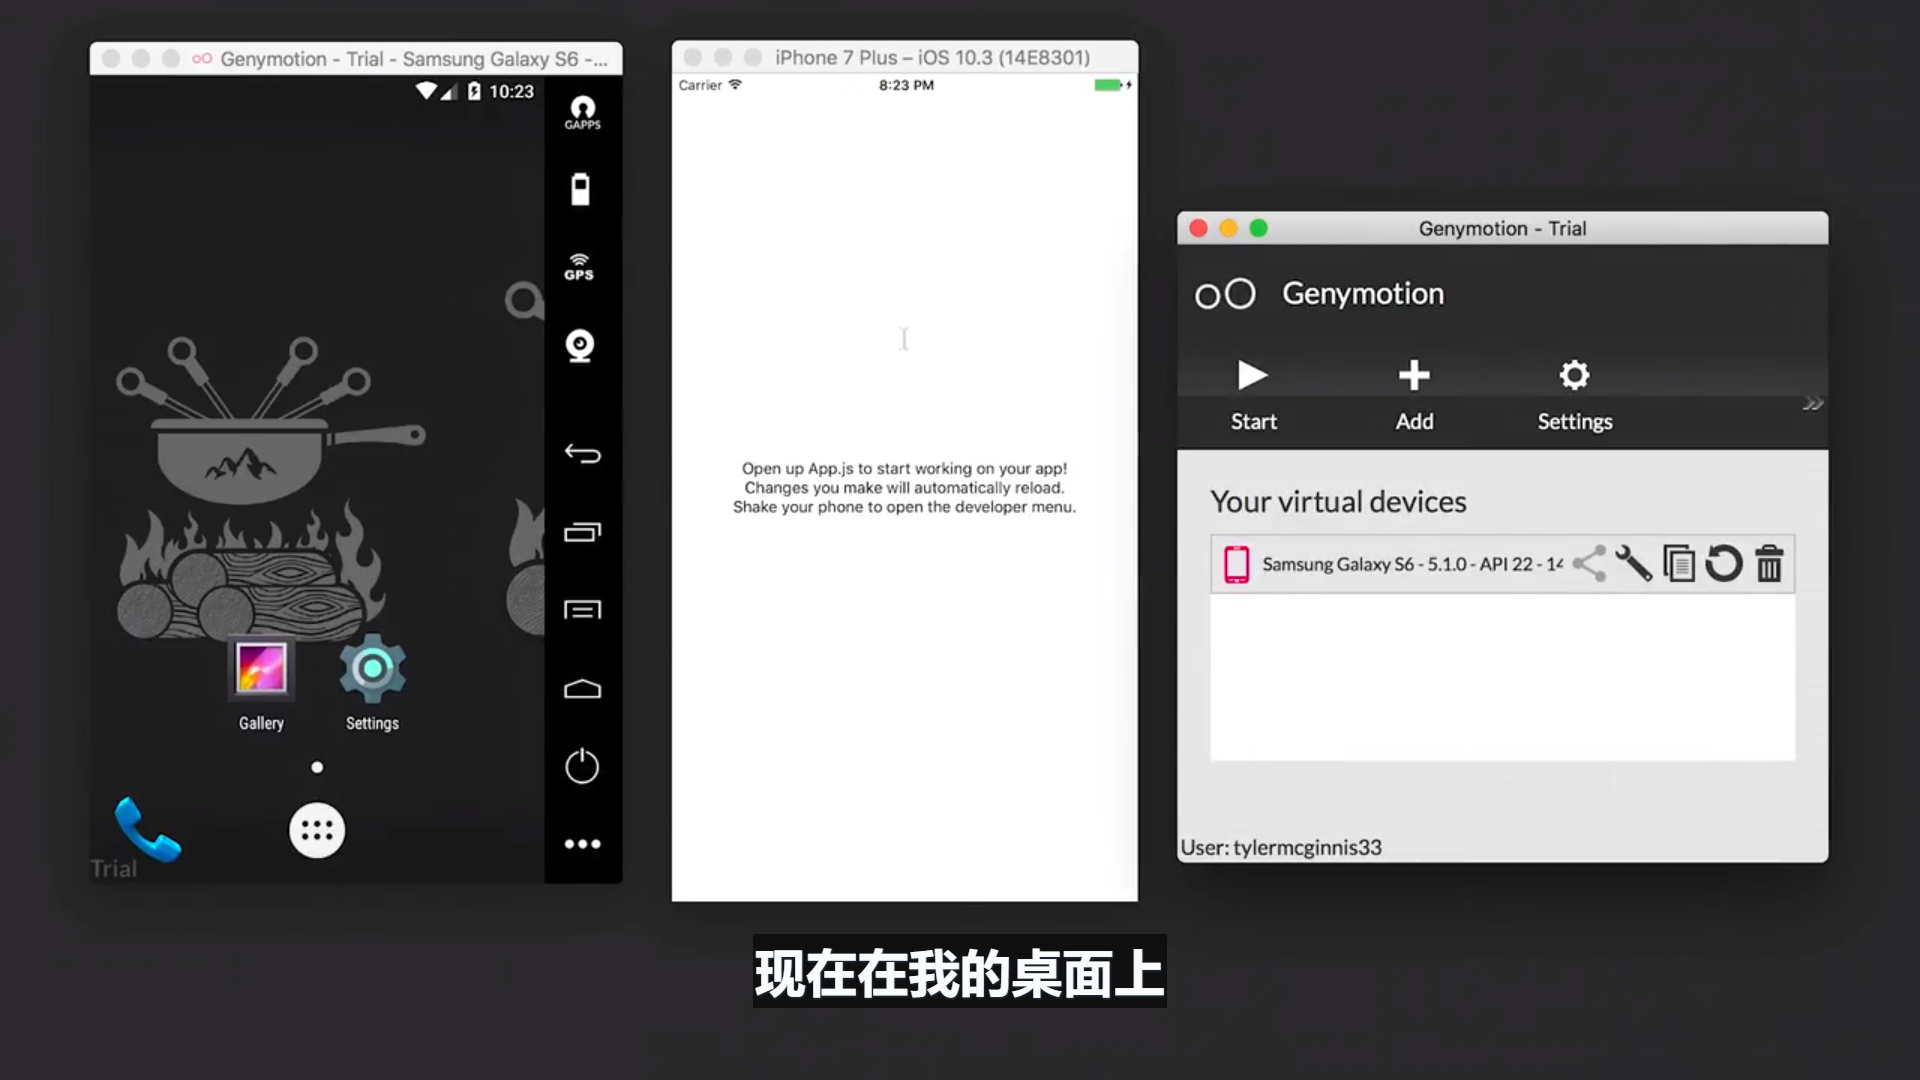 Genymotion - Trial - Samsung Galaxy S6 -...
10:23
GAPPS
GPS
Gallery
Settings
Trial
iPhone 7 Plus – iOS 10.3 (14E8301)
Carrier
8:23 PM
Open up App.js to start working on your app!
Changes you make will automatically reload.
Shake your phone to open the developer menu.
Genymotion - Trial
Genymotion
Start
Add
Settings
Your virtual devices
Samsung Galaxy S6 - 5.1.0 - API 22 - 14
User: tylermcginnis33
现在在我的桌面上